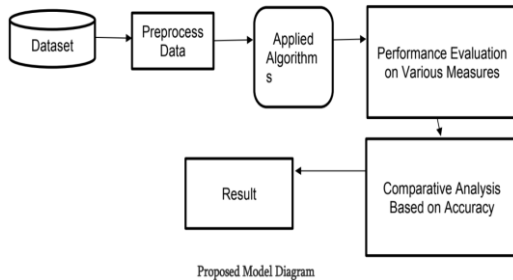 Dataset
Preprocess
Data
Applied
Algorithm
s
Performance Evaluation
on Various Measures
Result
Comparative Analysis
Based on Accuracy
Proposed Model Diagram